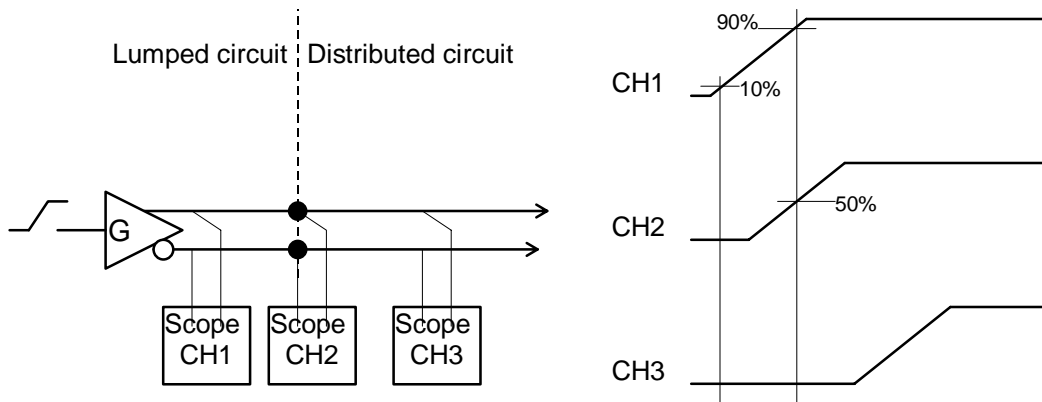 Lumped circuit
Distributed circuit
G
Scope
CH1
Scope
CH2
Scope
CH3
90%
CH1
10%
CH2
50%
CH3